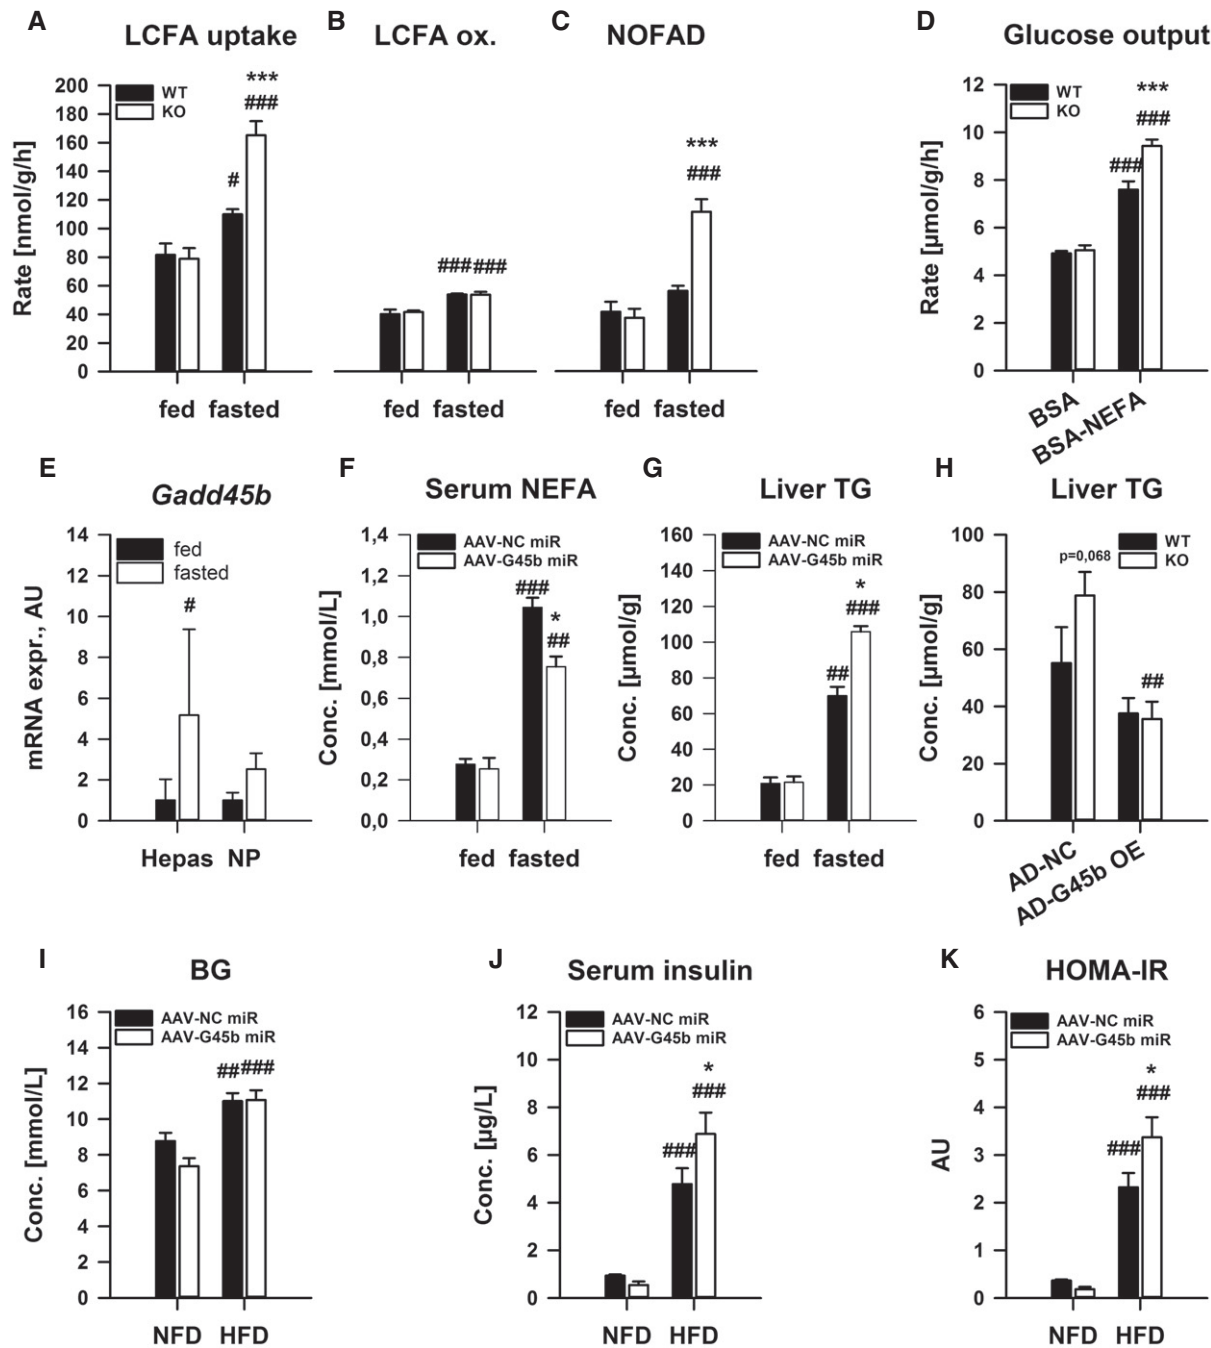 A LCFA uptake
Rate [nmol/g/h]
200
180
160
140
120
100
80
60
40
20
0
WT
KO
#
***
###
fed fasted
B LCFA ox.
### ###
fed fasted
C NOFAD
***
###
fed fasted
D Glucose output
Rate [µmol/g/h]
12
10
8
6
4
2
0
WT
KO
###
***
###
BSA
BSA-NEFA
E Gadd45b
mRNA expr., AU
14
12
10
8
6
4
2
0
fed
fasted
#
Hepas NP
F Serum NEFA
Conc. [mmol/L]
1,4
1,2
1,0
0,8
0,6
0,4
0,2
0,0
AAV-NC miR
AAV-G45b miR
###
*
##
fed fasted
G Liver TG
Conc. [µmol/g]
160
140
120
100
80
60
40
20
0
AAV-NC miR
AAV-G45b miR
##
*
###
fed fasted
H Liver TG
Conc. [µmol/g]
100
80
60
40
20
0
WT
KO
p=0,068
##
AD-NC
AD-G45b OE
I BG
Conc. [mmol/L]
16
14
12
10
8
6
4
2
0
AAV-NC miR
AAV-G45b miR
## ###
NFD HFD
J Serum insulin
Conc. [µg/L]
12
10
8
6
4
2
0
AAV-NC miR
AAV-G45b miR
###
*
###
NFD HFD
K HOMA-IR
AU
6
5
4
3
2
1
0
AAV-NC miR
AAV-G45b miR
###
*
###
NFD HFD